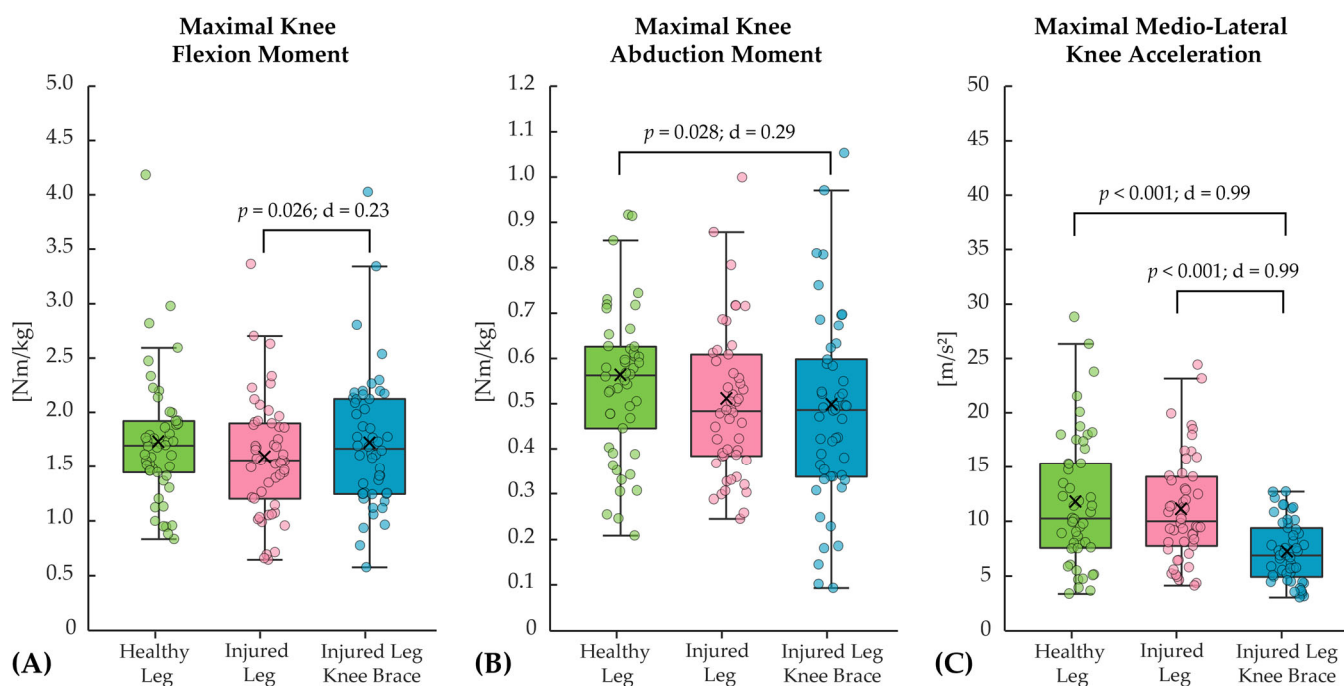 Maximal Knee
Flexion Moment
5.0
4.5
4.0
3.5
3.0
2.5
2.0
1.5
1.0
0.5
0
[Nm/kg]
p = 0.026; d = 0.23
Healthy
Leg
Injured
Leg
Injured Leg
Knee Brace
(A)
Maximal Knee
Abduction Moment
1.2
1.1
1.0
0.9
0.8
0.7
0.6
0.5
0.4
0.3
0.2
0.1
0
[Nm/kg]
p = 0.028; d = 0.29
Healthy
Leg
Injured
Leg
Injured Leg
Knee Brace
(B)
Maximal Medio-Lateral
Knee Acceleration
50
45
40
35
30
25
20
15
10
5
0
[m/s²]
p < 0.001; d = 0.99
p < 0.001; d = 0.99
Healthy
Leg
Injured
Leg
Injured Leg
Knee Brace
(C)